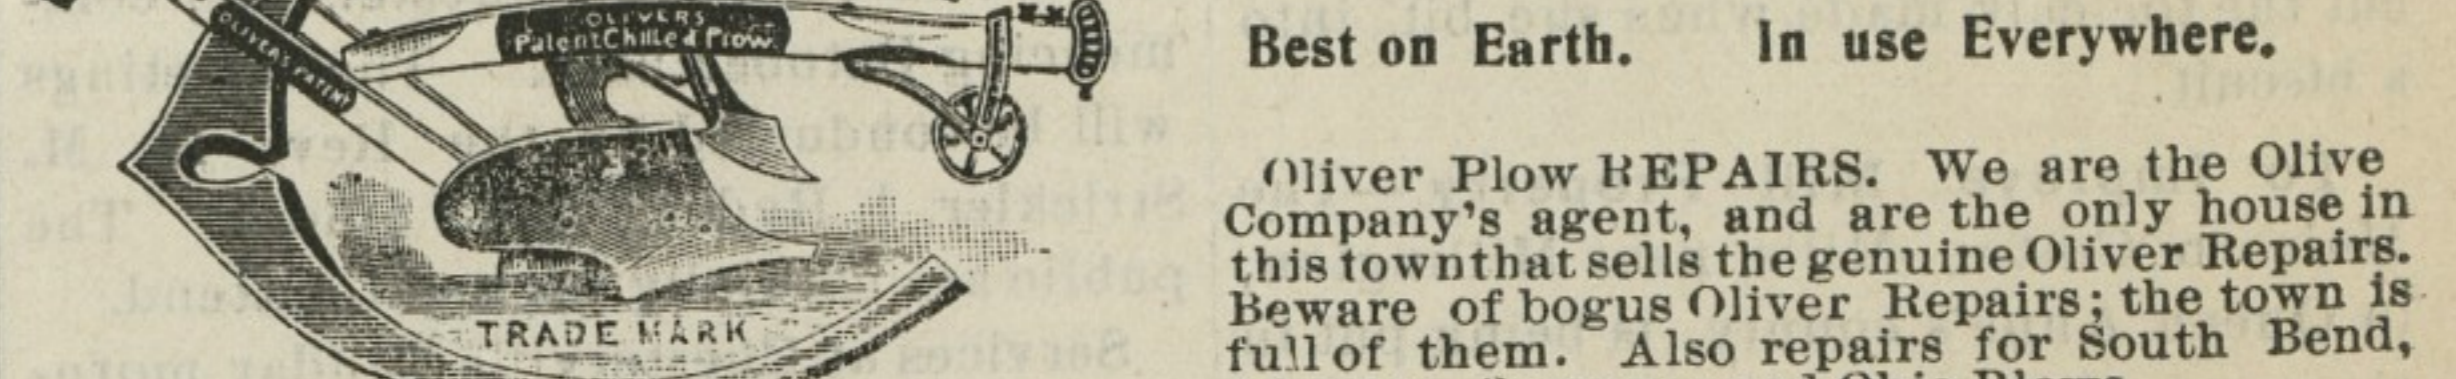 OLIVERS
Patent Chilled Plow.
OLIVERS PATENT
TRADE MARK
Best on Earth. In use Everywhere.
Oliver Plow REPAIRS. We are the Olive
Company's agent, and are the only house in
this town that sells the genuine Oliver Repairs.
Beware of bogus Oliver Repairs; the town is
full of them. Also repairs for South Bend,